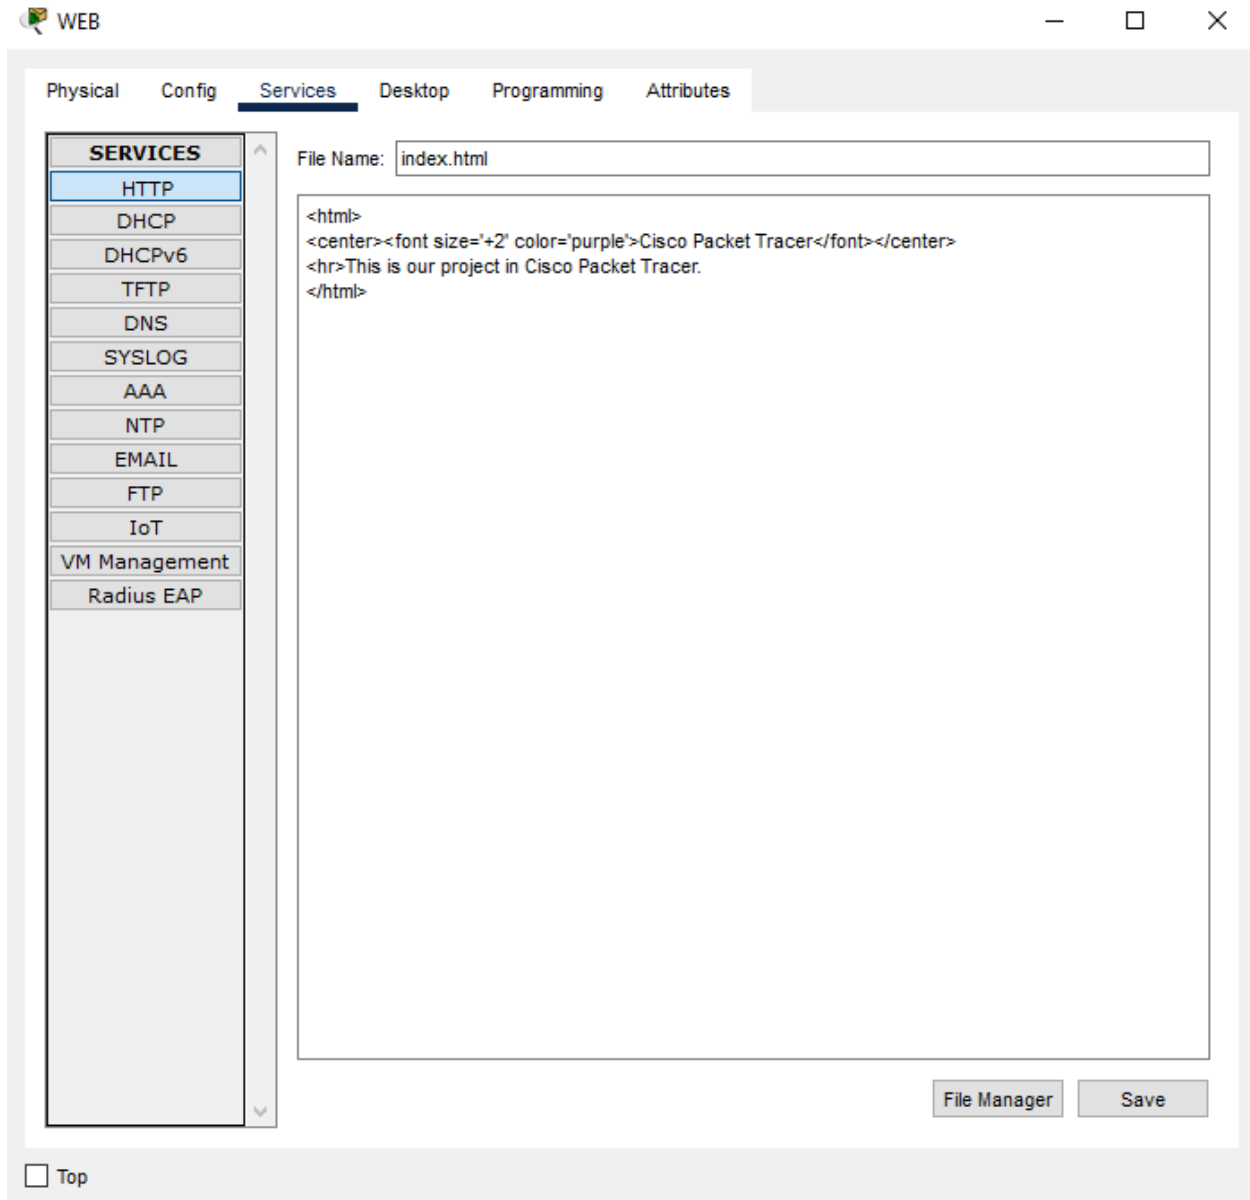 WEB
Physical Config Services Desktop Programming Attributes
SERVICES
HTTP
DHCP
DHCPv6
TFTP
DNS
SYSLOG
AAA
NTP
EMAIL
FTP
IoT
VM Management
Radius EAP
File Name: index.html
<html>
<center><font size='+2' color='purple'>Cisco Packet Tracer</font></center>
<hr>This is our project in Cisco Packet Tracer.
</html>
File Manager Save
Top